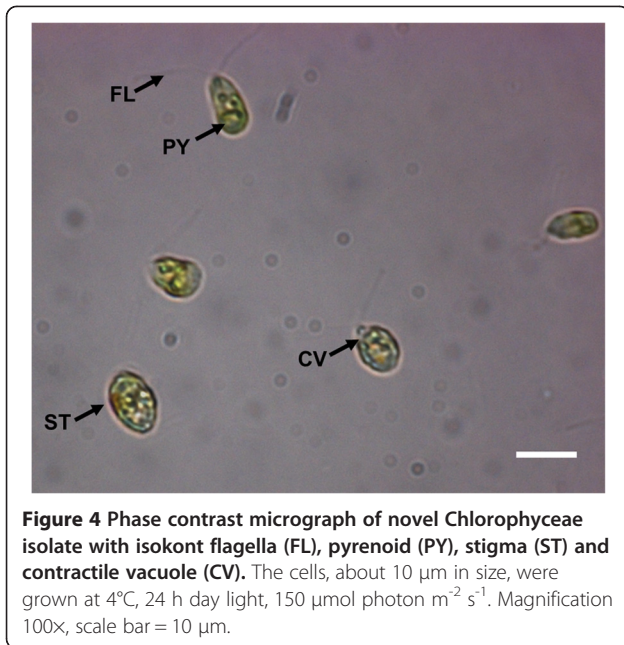 FL
PY
CV
ST
Figure 4 Phase contrast micrograph of novel Chlorophyceae
isolate with isokont flagella (FL), pyrenoid (PY), stigma (ST) and
contractile vacuole (CV). The cells, about 10 μm in size, were
grown at 4°C, 24 h day light, 150 μmol photon m⁻² s⁻¹. Magnification
100×, scale bar = 10 μm.